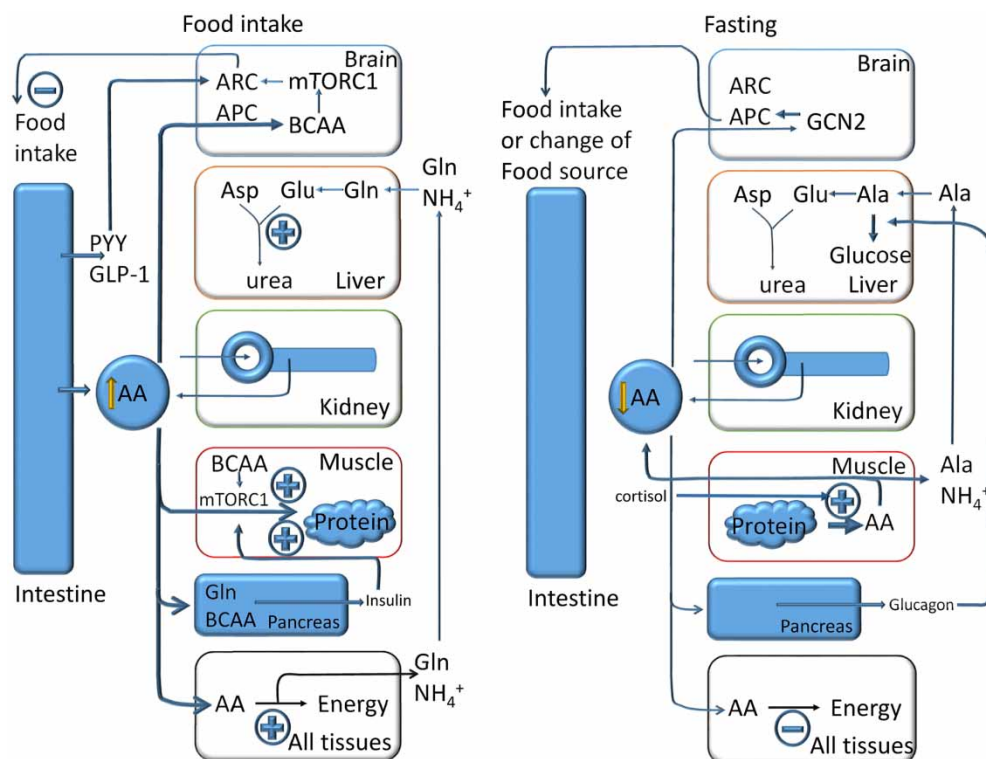 Food intake
Brain
ARC
mTORC1
APC
BCAA
Food
intake
Asp
Glu
Gln
Gln
NH₄⁺
urea
Liver
PYY
GLP-1
AA
Kidney
BCAA
Muscle
mTORC1
Protein
Intestine
Gln
BCAA
Pancreas
Insulin
AA
Energy
All tissues
Gln
NH₄⁺
Fasting
Brain
ARC
APC
GCN2
Food intake
or change of
Food source
Asp
Glu
Ala
Ala
Glucose
urea
Liver
AA
Kidney
Muscle
cortisol
Protein
AA
Ala
NH₄⁺
Intestine
Pancreas
Glucagon
AA
Energy
All tissues